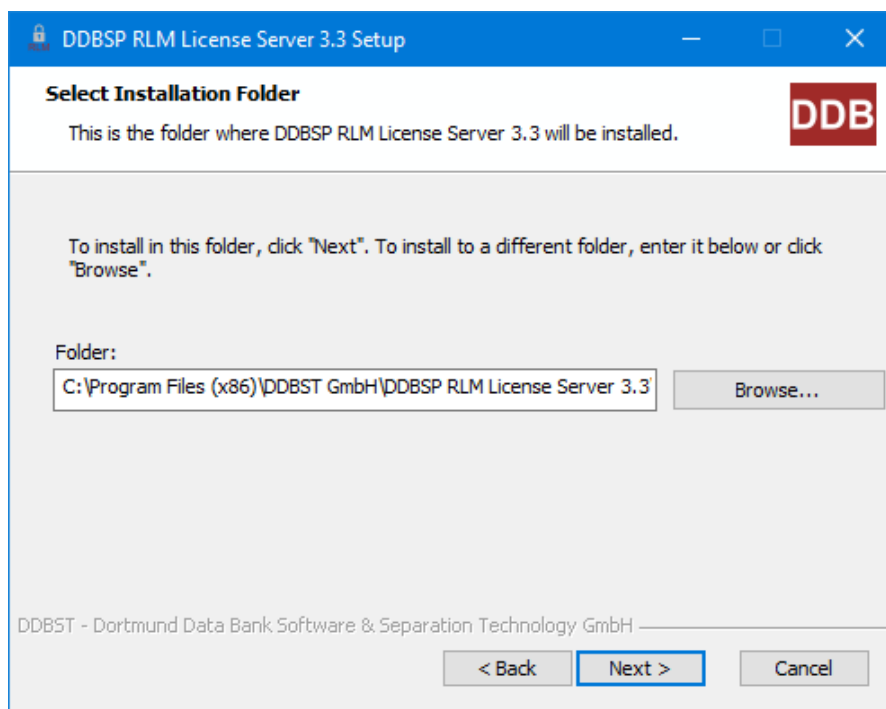 DDBSP RLM License Server 3.3 Setup
Select Installation Folder
This is the folder where DDBSP RLM License Server 3.3 will be installed.
DDB
To install in this folder, click "Next". To install to a different folder, enter it below or click
"Browse".
Folder:
C:\Program Files (x86)\DDBST GmbH\DDBSP RLM License Server 3.3
Browse...
DDBST - Dortmund Data Bank Software & Separation Technology GmbH
< Back
Next >
Cancel